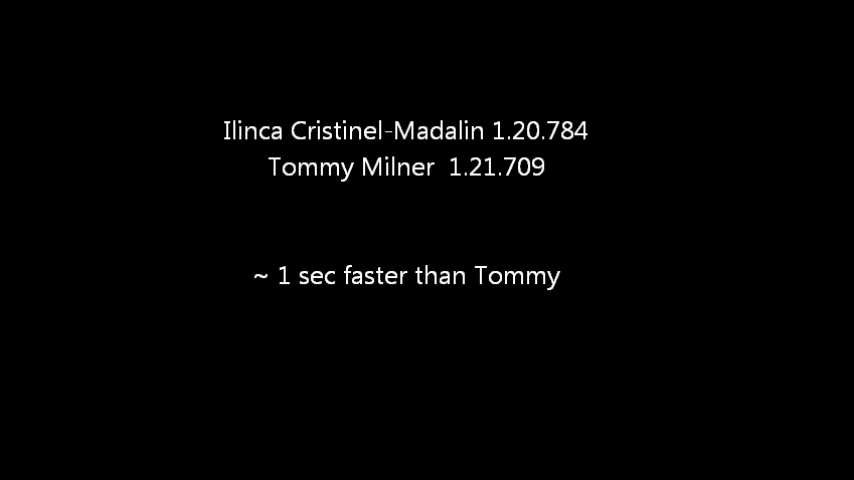 Ilinca Cristinel-Madalin 1.20.784
Tommy Milner 1.21.709
~ 1 sec faster than Tommy